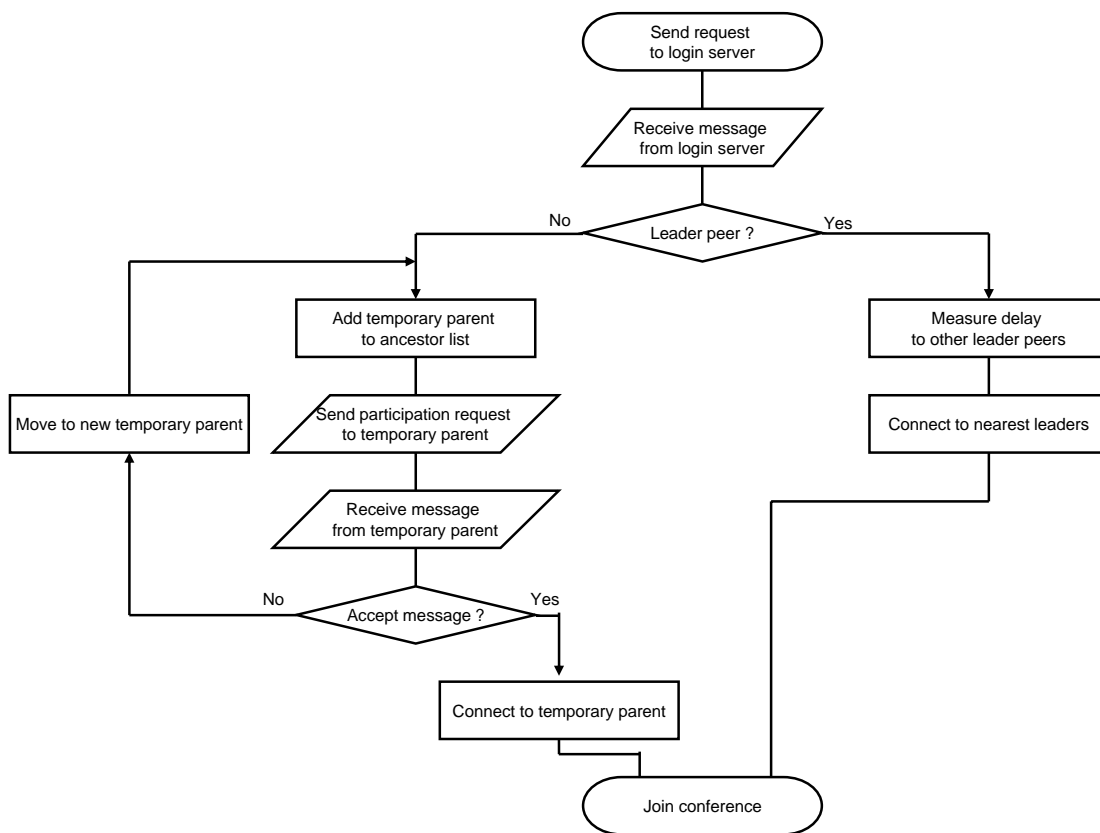 Send request
to login server
Receive message
from login server
No
Yes
Leader peer ?
Add temporary parent
to ancestor list
Measure delay
to other leader peers
Move to new temporary parent
Send participation request
to temporary parent
Connect to nearest leaders
Receive message
from temporary parent
No
Yes
Accept message ?
Connect to temporary parent
Join conference